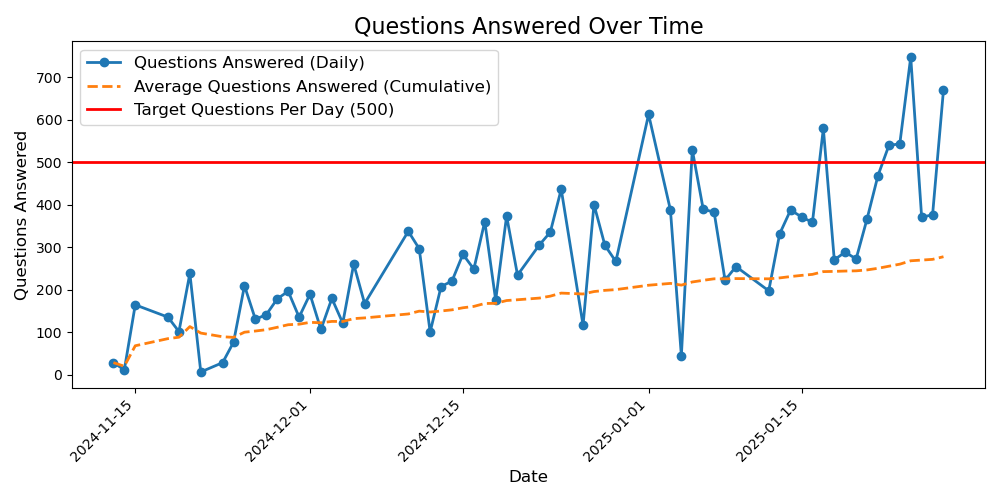 Questions Answered Over Time
Questions Answered (Daily)
Average Questions Answered (Cumulative)
Target Questions Per Day (500)
Questions Answered
700
600
500
400
300
200
100
0
2024-11-15
2024-12-01
2024-12-15
2025-01-01
2025-01-15
Date